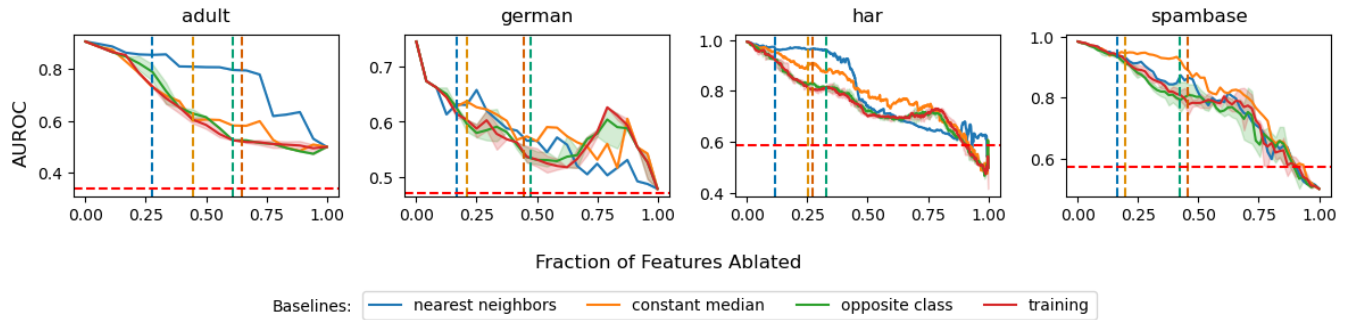 adult german har spambase
0.8
0.6
0.4
0.7
0.6
0.5
1.0
0.8
0.6
0.4
1.0
0.8
0.6
AUROC
0.00 0.25 0.50 0.75 1.00
0.00 0.25 0.50 0.75 1.00
0.00 0.25 0.50 0.75 1.00
0.00 0.25 0.50 0.75 1.00
Fraction of Features Ablated
Baselines: nearest neighbors constant median opposite class training